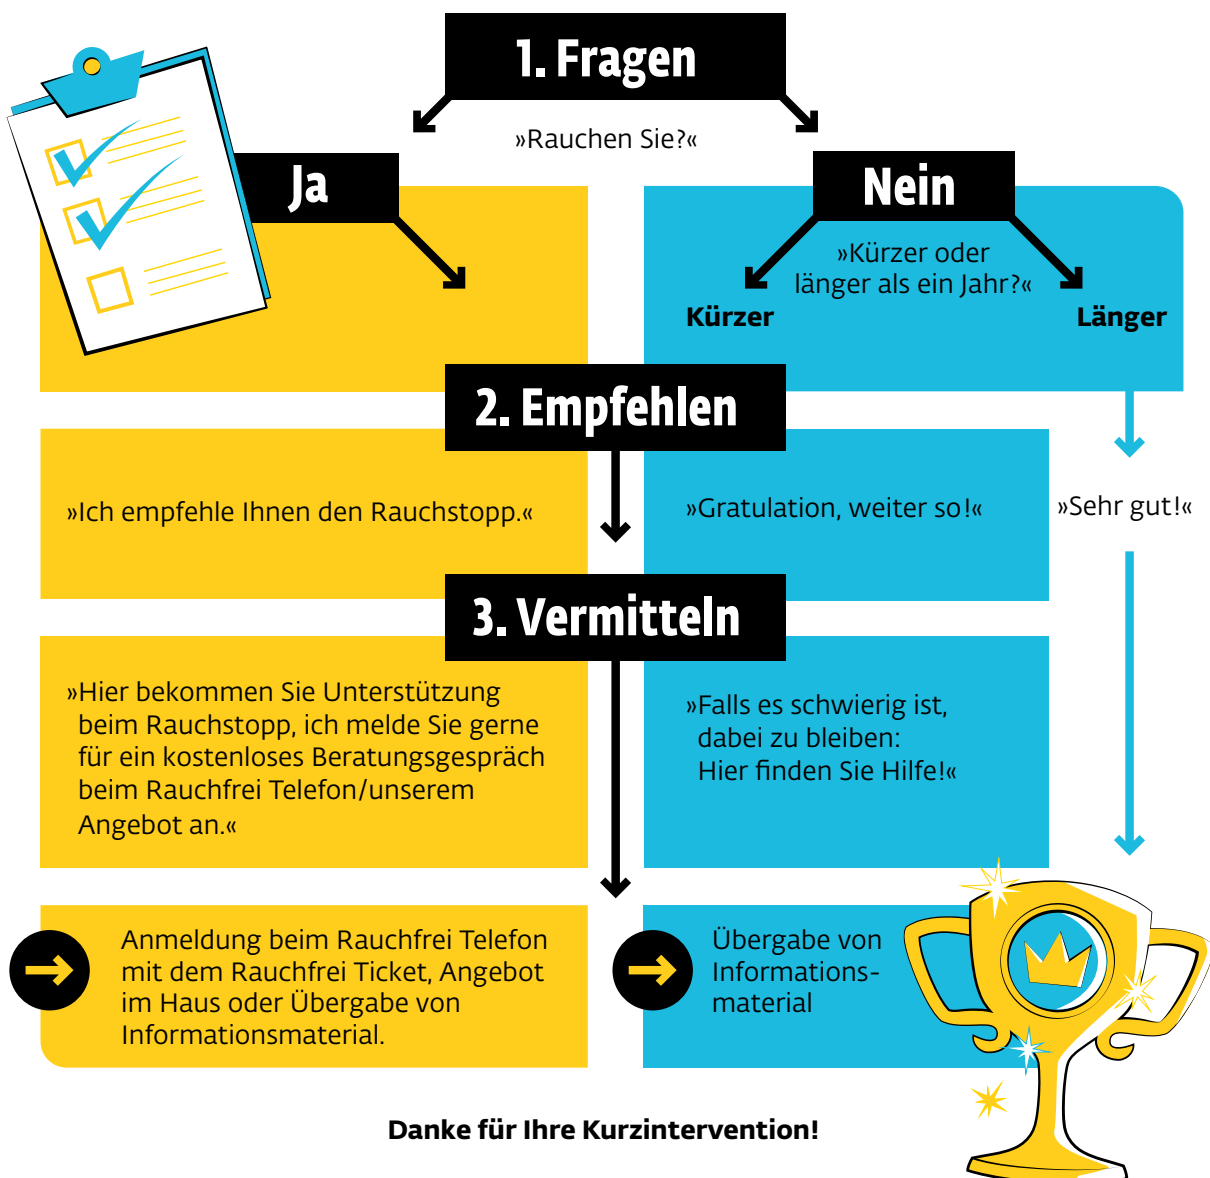 1. Fragen
»Rauchen Sie?«
Ja
Nein
»Kürzer oder
länger als ein Jahr?«
Kürzer
Länger
2. Empfehlen
»Ich empfehle Ihnen den Rauchstopp.«
»Gratulation, weiter so!«
»Sehr gut!«
3. Vermitteln
»Hier bekommen Sie Unterstützung
beim Rauchstopp, ich melde Sie gerne
für ein kostenloses Beratungsgespräch
beim Rauchfrei Telefon/unserem
Angebot an.«
»Falls es schwierig ist,
dabei zu bleiben:
Hier finden Sie Hilfe!«
Anmeldung beim Rauchfrei Telefon
mit dem Rauchfrei Ticket, Angebot
im Haus oder Übergabe von
Informationsmaterial.
Übergabe von
Informations-
material
Danke für Ihre Kurzintervention!